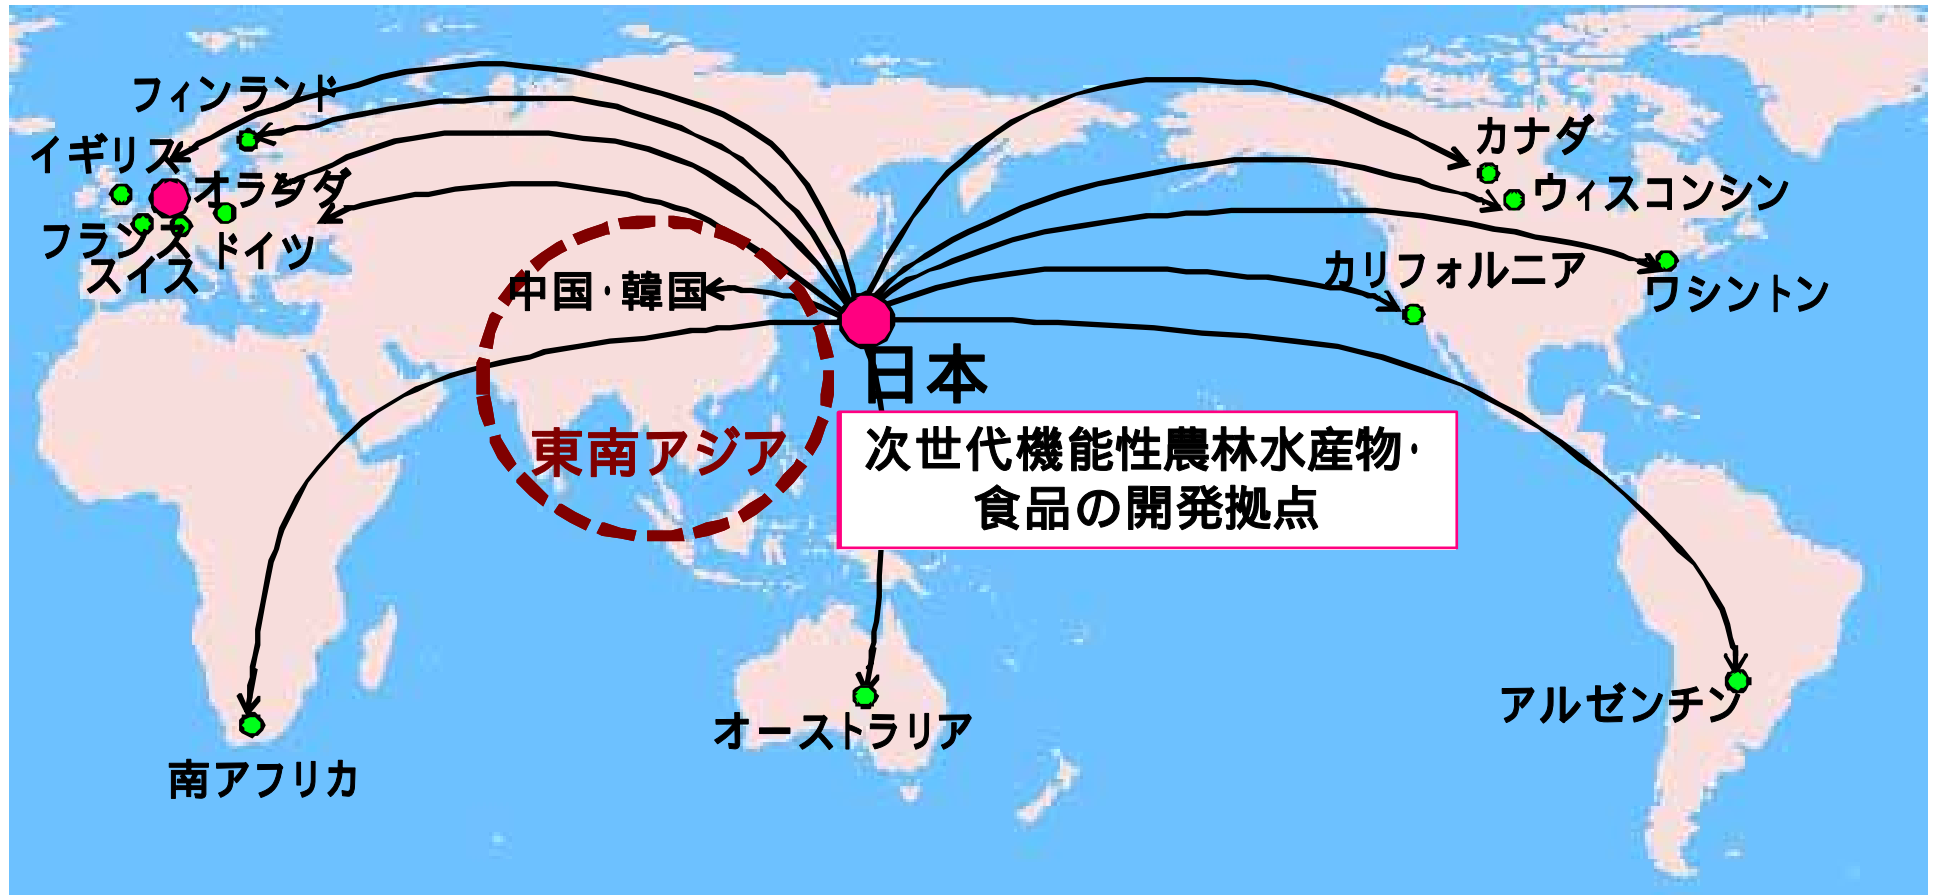 フィンランド
イギリス
オランダ
フランス
ドイツ
スイス
中国・韓国
東南アジア
日本
次世代機能性農林水産物・
食品の開発拠点
カナダ
ウィスコンシン
カリフォルニア
ワシントン
南アフリカ
オーストラリア
アルゼンチン